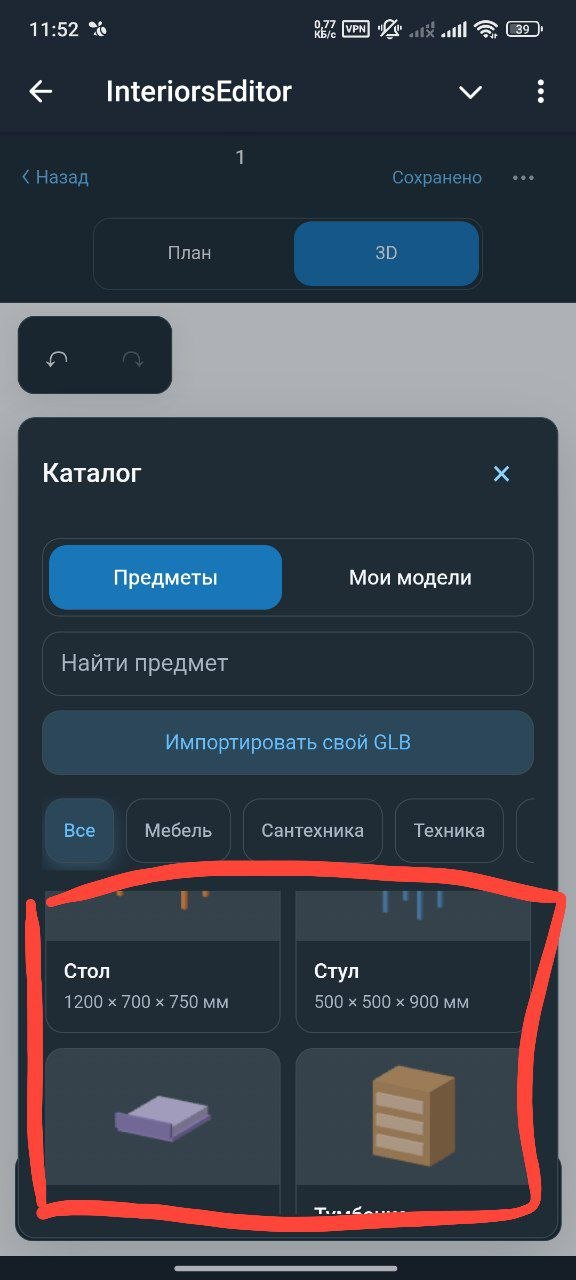 11:52
0,77
КБ/с
VPN
39
InteriorsEditor
1
Назад
Сохранено
План
3D
Каталог
Предметы
Мои модели
Найти предмет
Импортировать свой GLB
Все
Мебель
Сантехника
Техника
Стол
Стул
1200 × 700 × 750 мм
500 × 500 × 900 мм